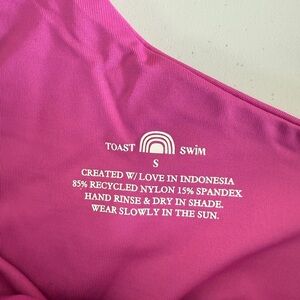 TOAST SWIM
S
CREATED W/ LOVE IN INDONESIA
85% RECYCLED NYLON 15% SPANDEX
HAND RINSE & DRY IN SHADE.
WEAR SLOWLY IN THE SUN.